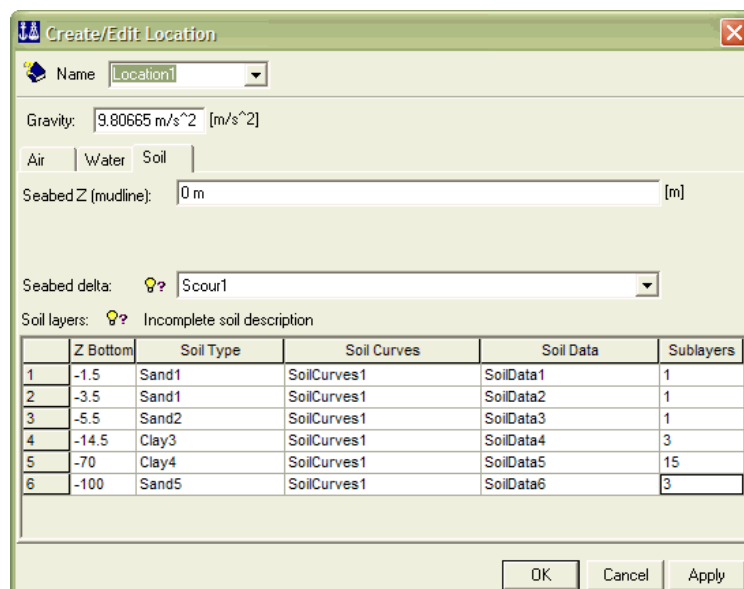 Create/Edit Location
Name Location1
Gravity: 9.80665 m/s^2 [m/s^2]
Air Water Soil
Seabed Z (mudline): 0 m [m]
Seabed delta: ? Scour1
Soil layers: ? Incomplete soil description
Z Bottom Soil Type Soil Curves Soil Data Sublayers
1 -1.5 Sand1 SoilCurves1 SoilData1 1
2 -3.5 Sand1 SoilCurves1 SoilData2 1
3 -5.5 Sand2 SoilCurves1 SoilData3 1
4 -14.5 Clay3 SoilCurves1 SoilData4 3
5 -70 Clay4 SoilCurves1 SoilData5 15
6 -100 Sand5 SoilCurves1 SoilData6 3
OK Cancel Apply